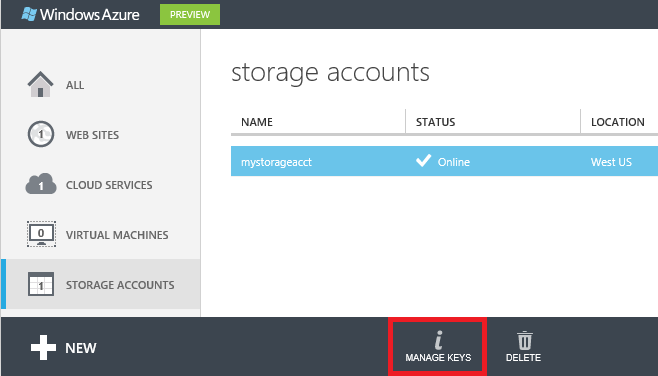 Windows Azure PREVIEW
storage accounts
ALL
NAME STATUS LOCATION
1 WEB SITES
mystorageacct Online West US
1 CLOUD SERVICES
0 VIRTUAL MACHINES
1 STORAGE ACCOUNTS
NEW
i
MANAGE KEYS DELETE